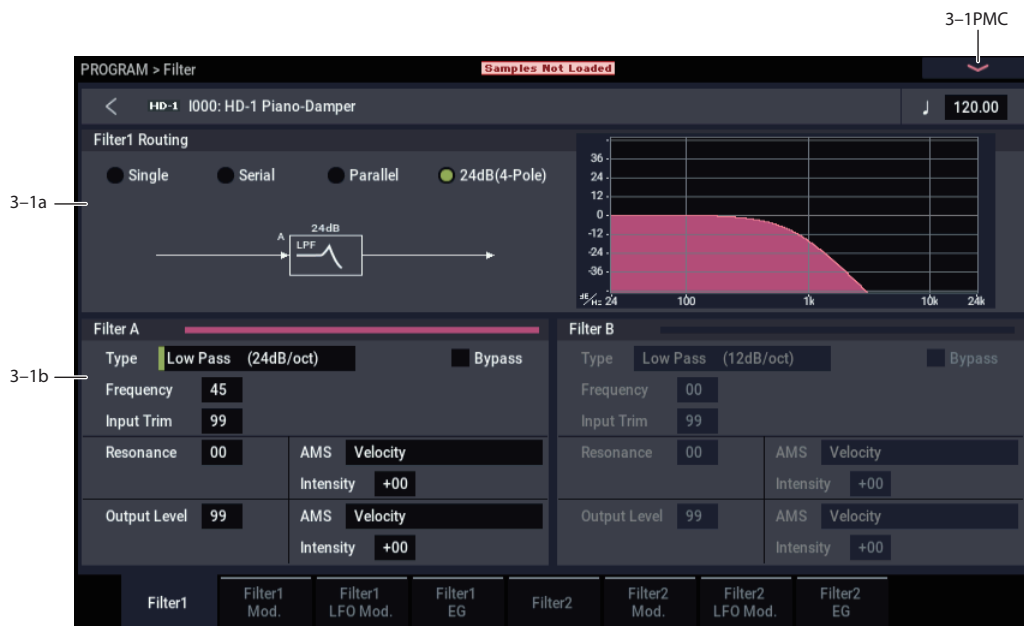 3–1PMC
PROGRAM > Filter
Samples Not Loaded
HD-1 I000: HD-1 Piano-Damper
♩ 120.00
Filter1 Routing
Single Serial Parallel 24dB(4-Pole)
3–1a
A
24dB
LPF
36
24
12
0
-12
-24
-36
dB/Hz 24 100 1k 10k 24k
Filter A
Type Low Pass (24dB/oct) Bypass
3–1b
Frequency 45
Input Trim 99
Resonance 00 AMS Velocity
Intensity +00
Output Level 99 AMS Velocity
Intensity +00
Filter B
Type Low Pass (12dB/oct) Bypass
Frequency 00
Input Trim 99
Resonance 00 AMS Velocity
Intensity +00
Output Level 99 AMS Velocity
Intensity +00
Filter1
Filter1
Mod.
Filter1
LFO Mod.
Filter1
EG
Filter2
Filter2
Mod.
Filter2
LFO Mod.
Filter2
EG